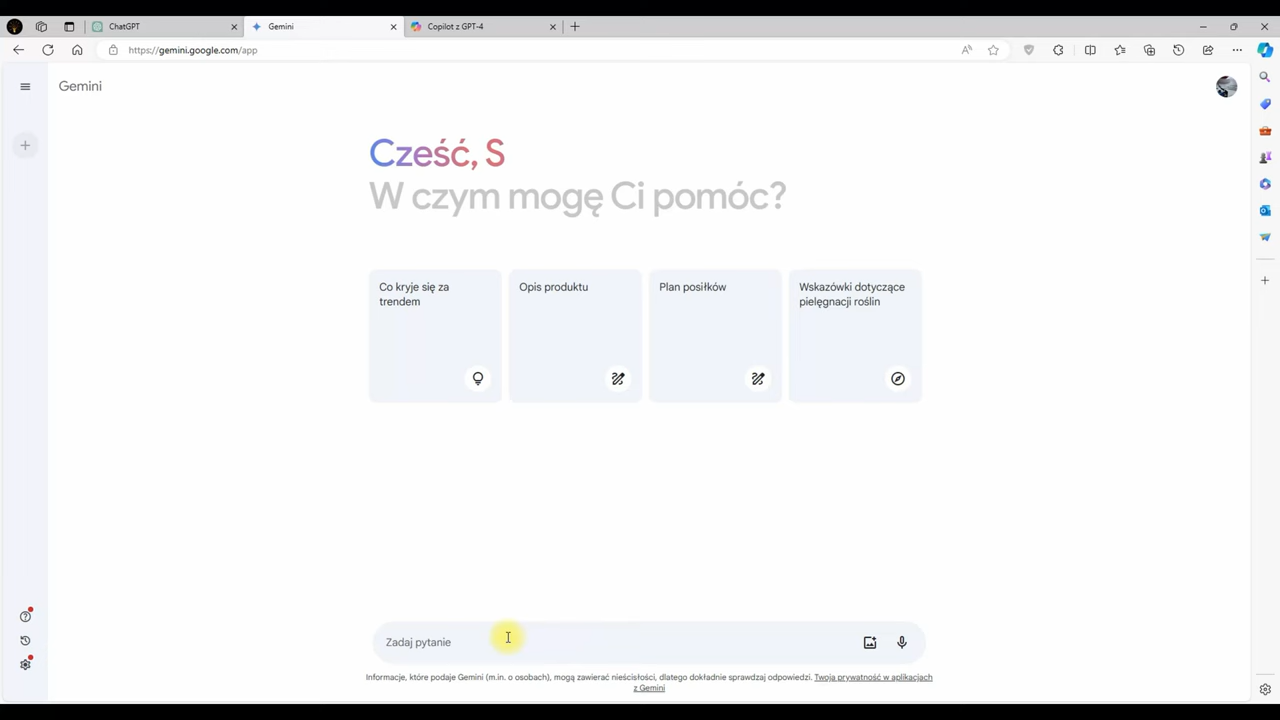 ChatGPT
Gemini
Copilot z GPT-4
https://gemini.google.com/app
Gemini
Cześć, S
W czym mogę Ci pomóc?
Co kryje się za
trendem
Opis produktu
Plan posiłków
Wskazówki dotyczące
pielęgnacji roślin
Zadaj pytanie
Informacje, które podaje Gemini (m.in. o osobach), mogą zawierać nieścisłości, dlatego dokładnie sprawdzaj odpowiedzi. Twoja prywatność w aplikacjach
z Gemini